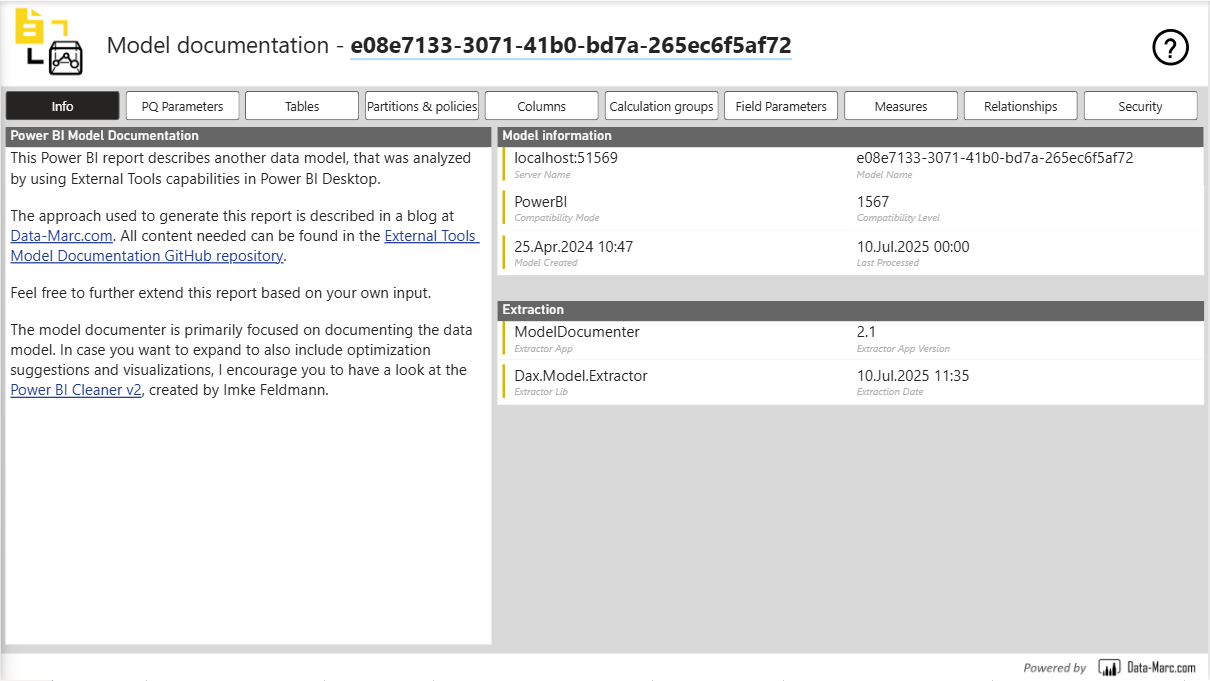 Model documentation - e08e7133-3071-41b0-bd7a-265ec6f5af72
?
Info
PQ Parameters
Tables
Partitions & policies
Columns
Calculation groups
Field Parameters
Measures
Relationships
Security
Power BI Model Documentation
This Power BI report describes another data model, that was analyzed
by using External Tools capabilities in Power BI Desktop.
The approach used to generate this report is described in a blog at
Data-Marc.com. All content needed can be found in the External Tools
Model Documentation GitHub repository.
Feel free to further extend this report based on your own input.
The model documenter is primarily focused on documenting the data
model. In case you want to expand to also include optimization
suggestions and visualizations, I encourage you to have a look at the
Power BI Cleaner v2, created by Imke Feldmann.
Model information
localhost:51569
Server Name
e08e7133-3071-41b0-bd7a-265ec6f5af72
Model Name
PowerBI
Compatibility Mode
1567
Compatibility Level
25.Apr.2024 10:47
Model Created
10.Jul.2025 00:00
Last Processed
Extraction
ModelDocumenter
Extractor App
2.1
Extractor App Version
Dax.Model.Extractor
Extractor Lib
10.Jul.2025 11:35
Extraction Date
Powered by
Data-Marc.com